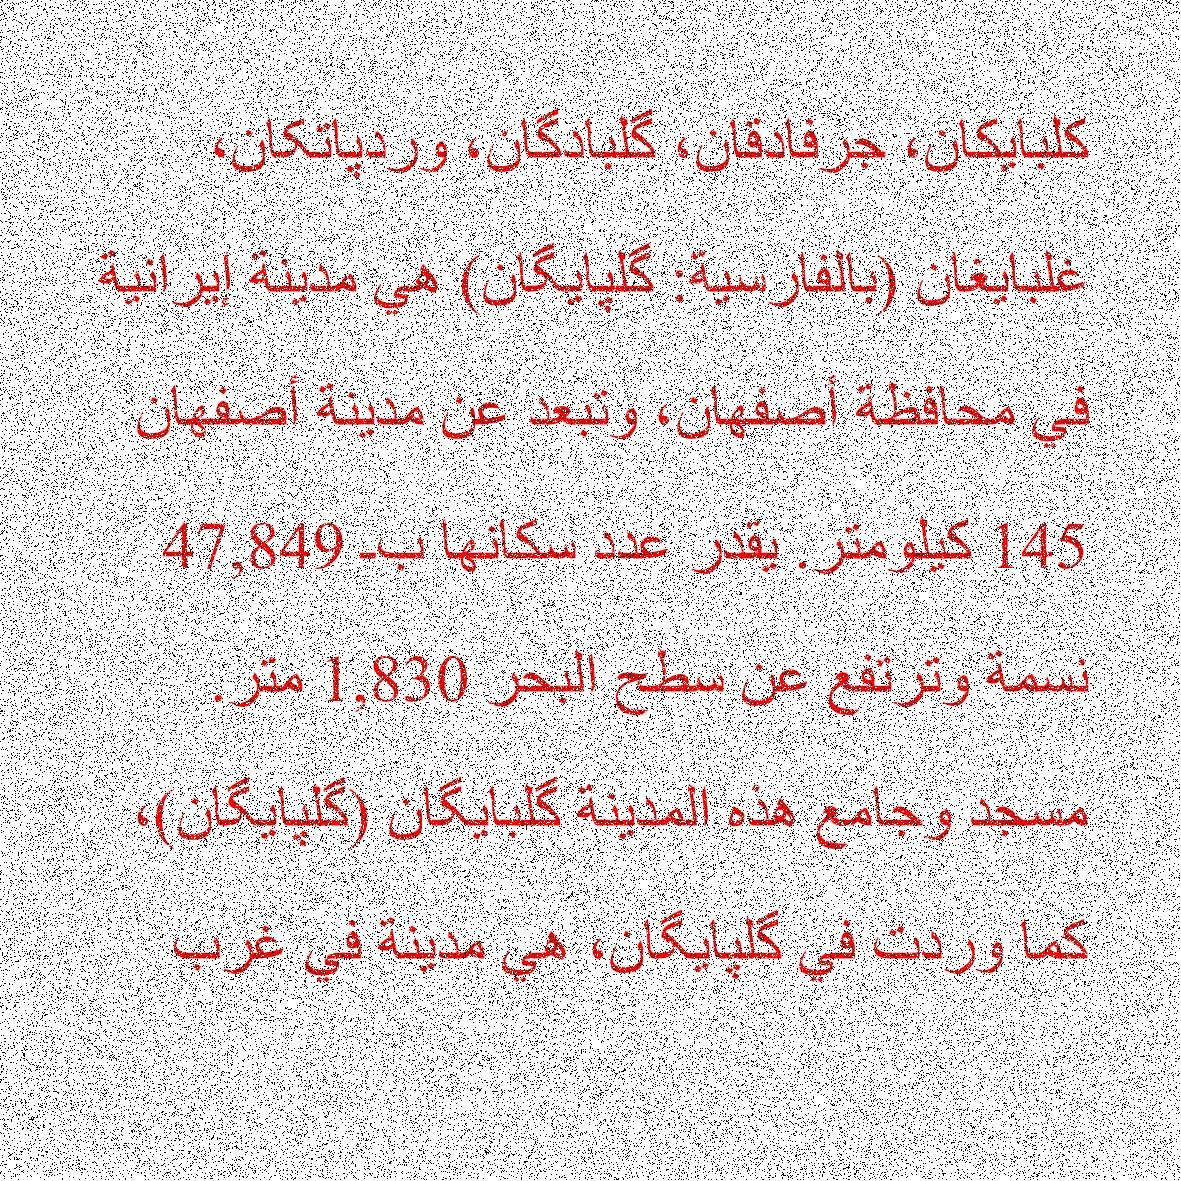 كلبايكان، جرفادقان، گلبادگان، وردپاتكان،
غلبايغان (بالفارسية: گلپايگان) هي مدينة إيرانية
في محافظة أصفهان، وتبعد عن مدينة أصفهان
145 كيلومتر. يقدر عدد سكانها ب‍ـ 47,849
نسمة وترتفع عن سطح البحر 1,830 متر.
مسجد وجامع هذه المدينة گلبايگان (گلپايگان)،
كما وردت في گلپايگان، هي مدينة في غرب